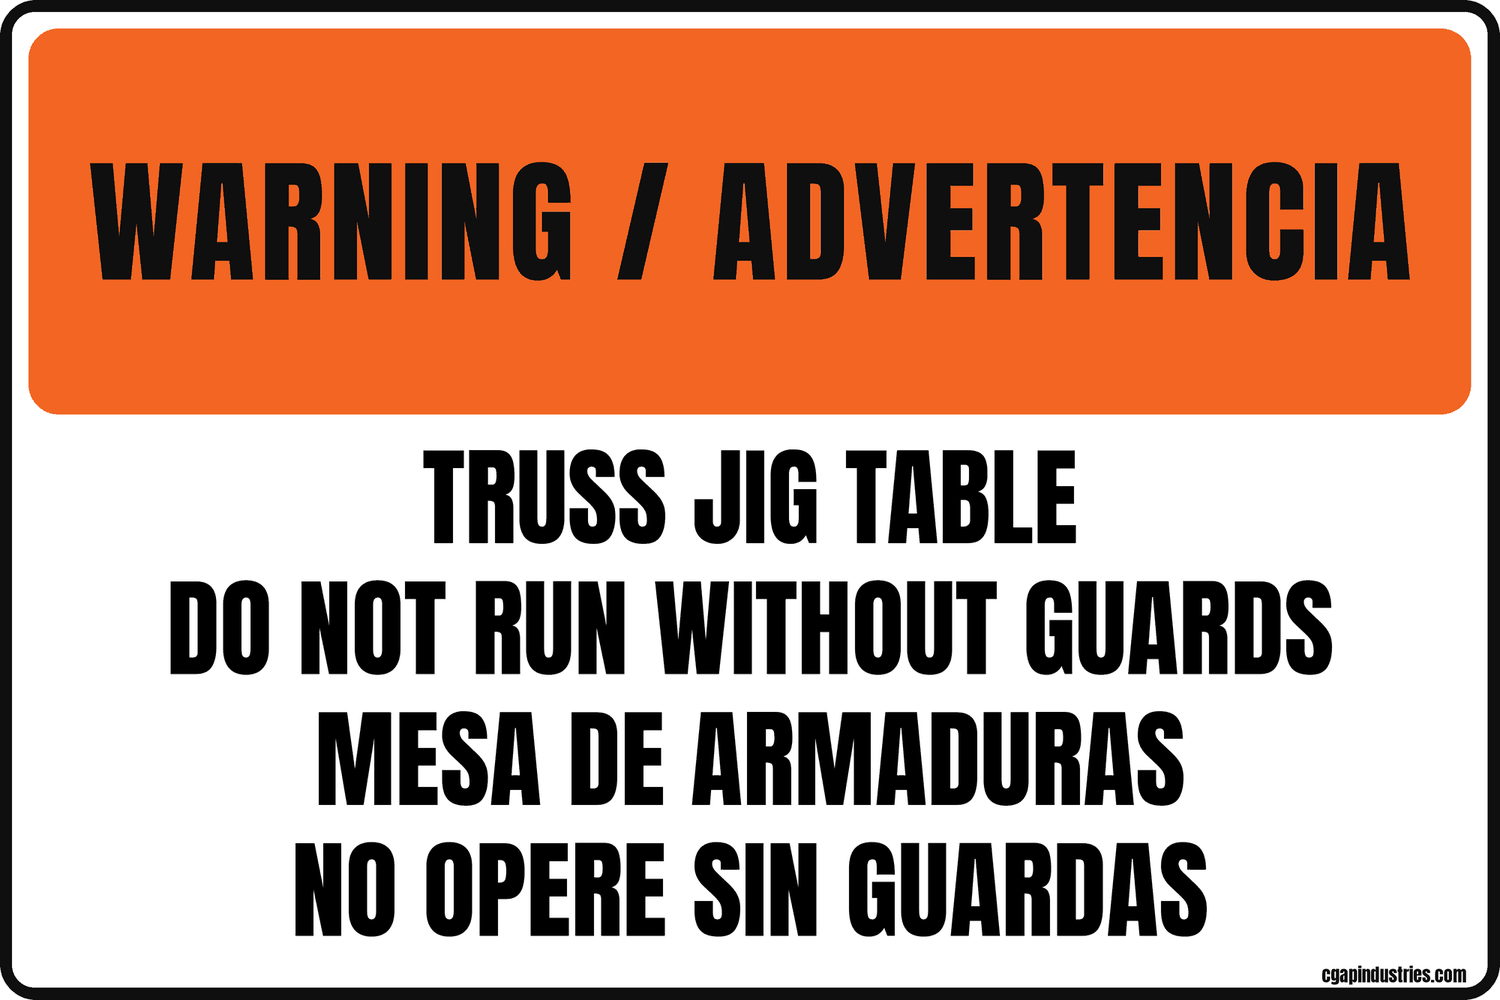 WARNING / ADVERTENCIA
TRUSS JIG TABLE
DO NOT RUN WITHOUT GUARDS
MESA DE ARMADURAS
NO OPERE SIN GUARDAS
cgapindustries.com